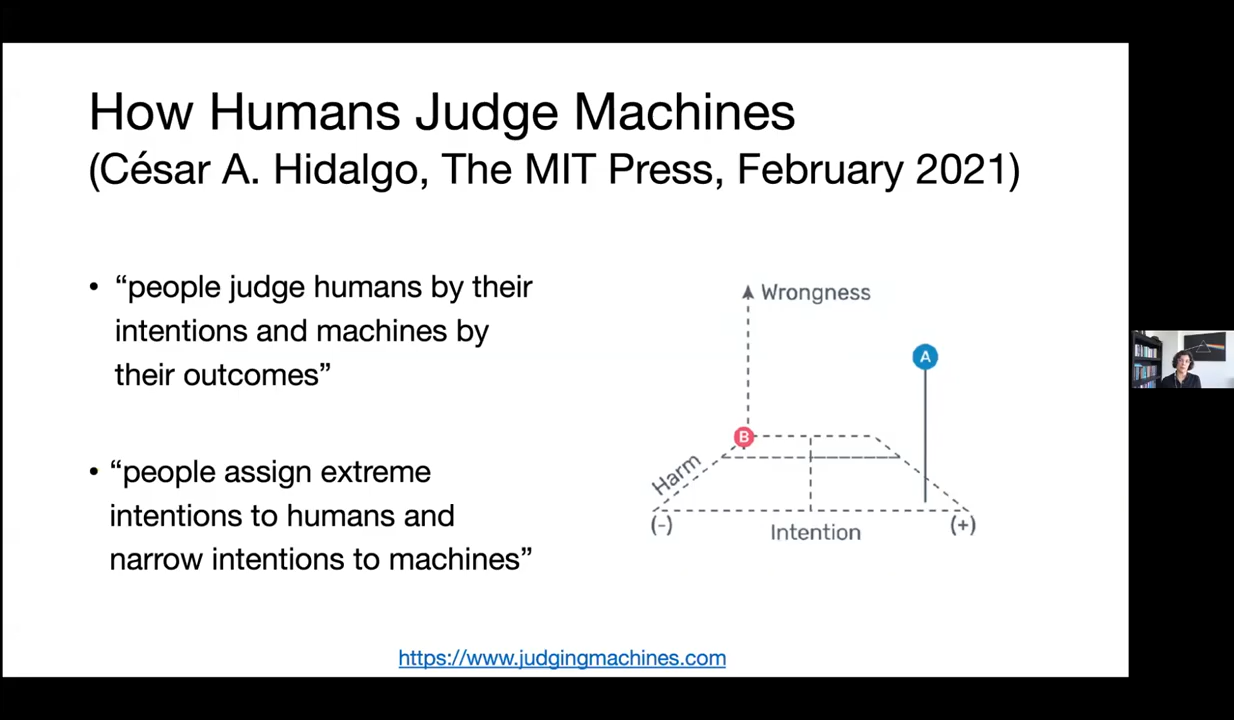 How Humans Judge Machines
(César A. Hidalgo, The MIT Press, February 2021)
• “people judge humans by their
intentions and machines by
their outcomes”
• “people assign extreme
intentions to humans and
narrow intentions to machines”
Wrongness
A
B
Harm
(-)
Intention
(+)
https://www.judgingmachines.com